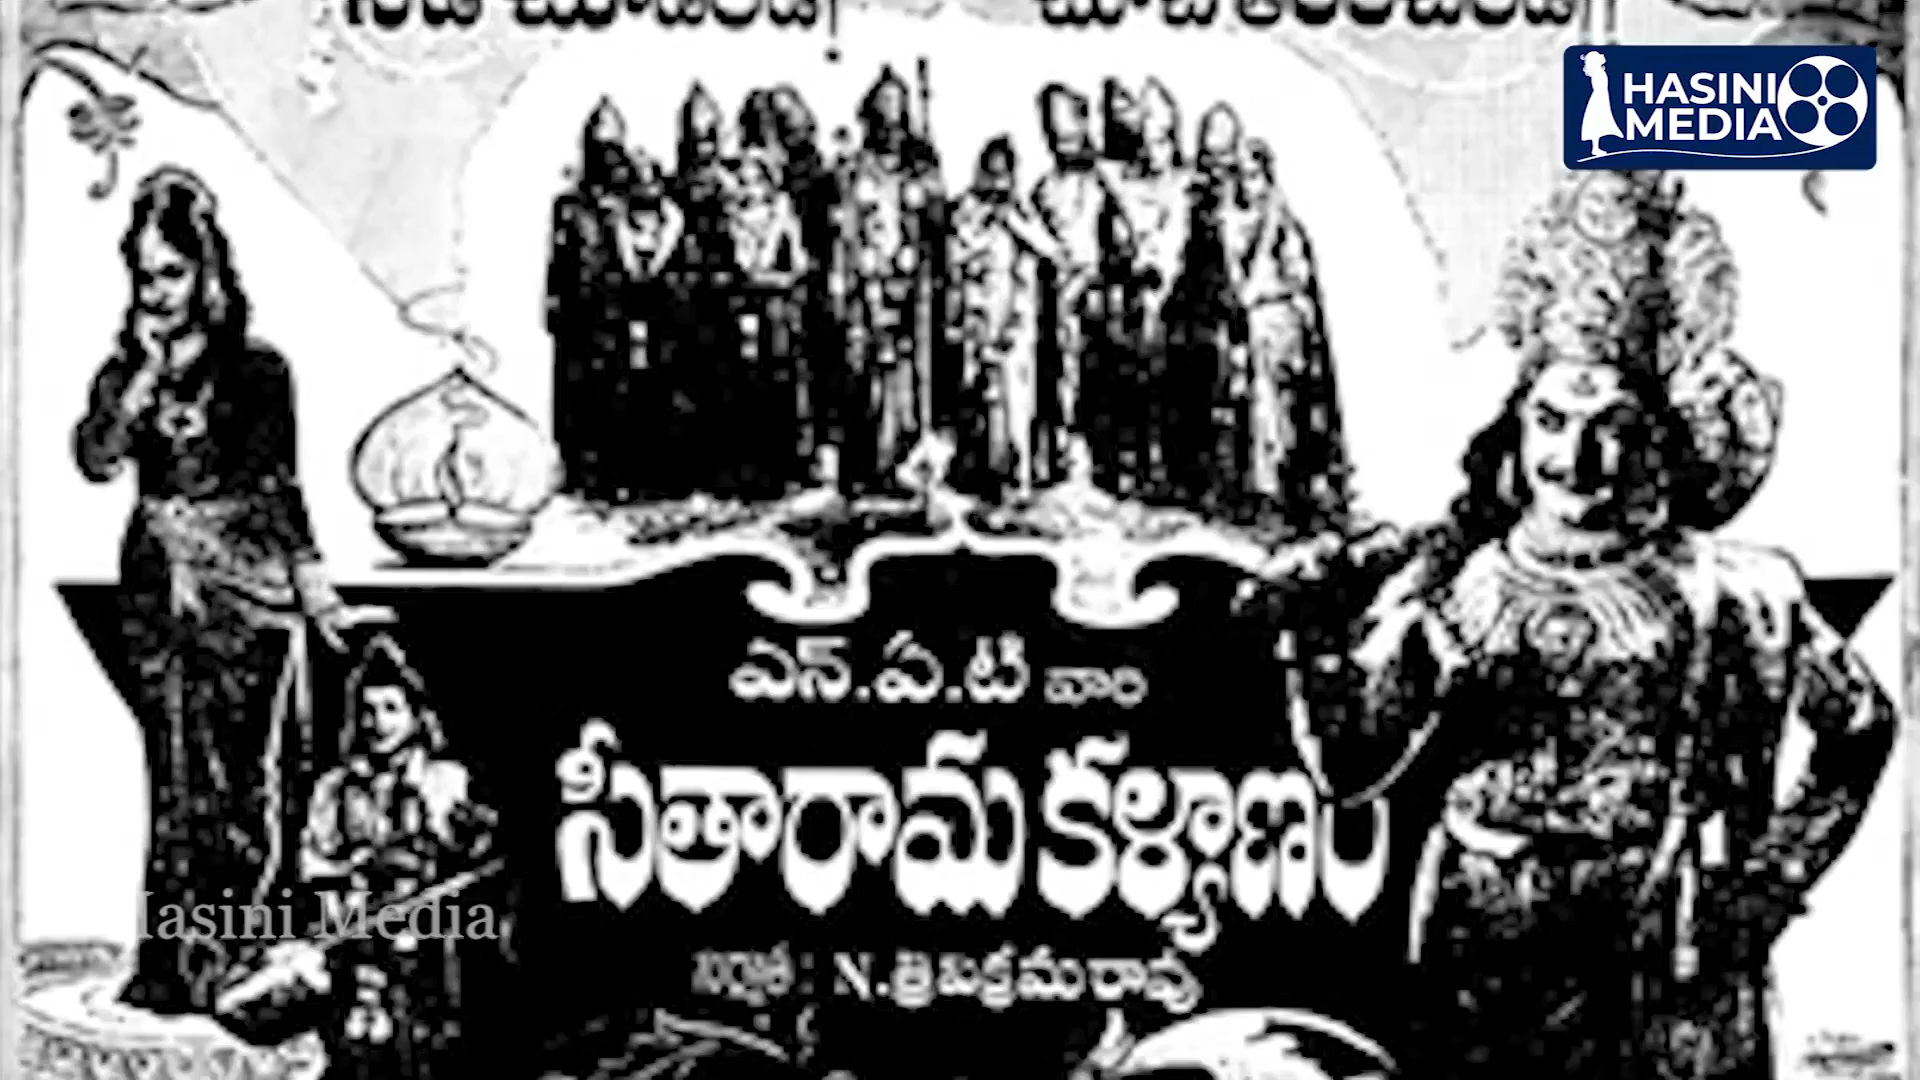 HASINI
MEDIA
ఎన్.ఏ.టి వారి
సీతారామ కళ్యాణం
Hasini Media
నిర్మాత : N.త్రివిక్రమరావు